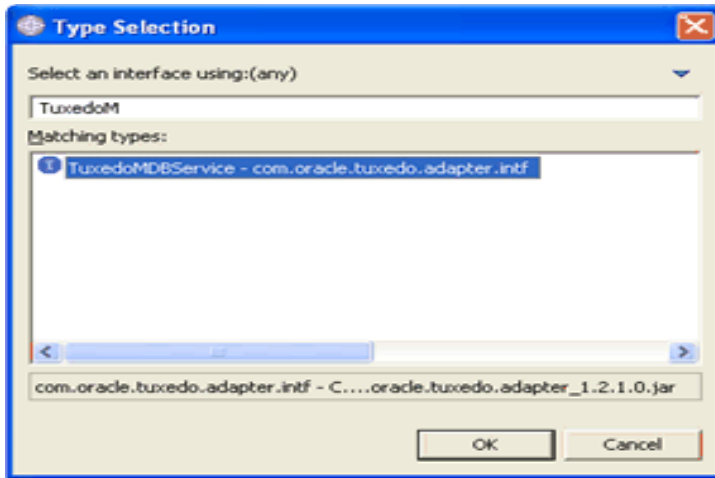 Type Selection
Select an interface using:(any)
TuxedoM
Matching types:
TuxedoMDBService - com.oracle.tuxedo.adapter.intf
com.oracle.tuxedo.adapter.intf - C....oracle.tuxedo.adapter_1.2.1.0.jar
OK Cancel